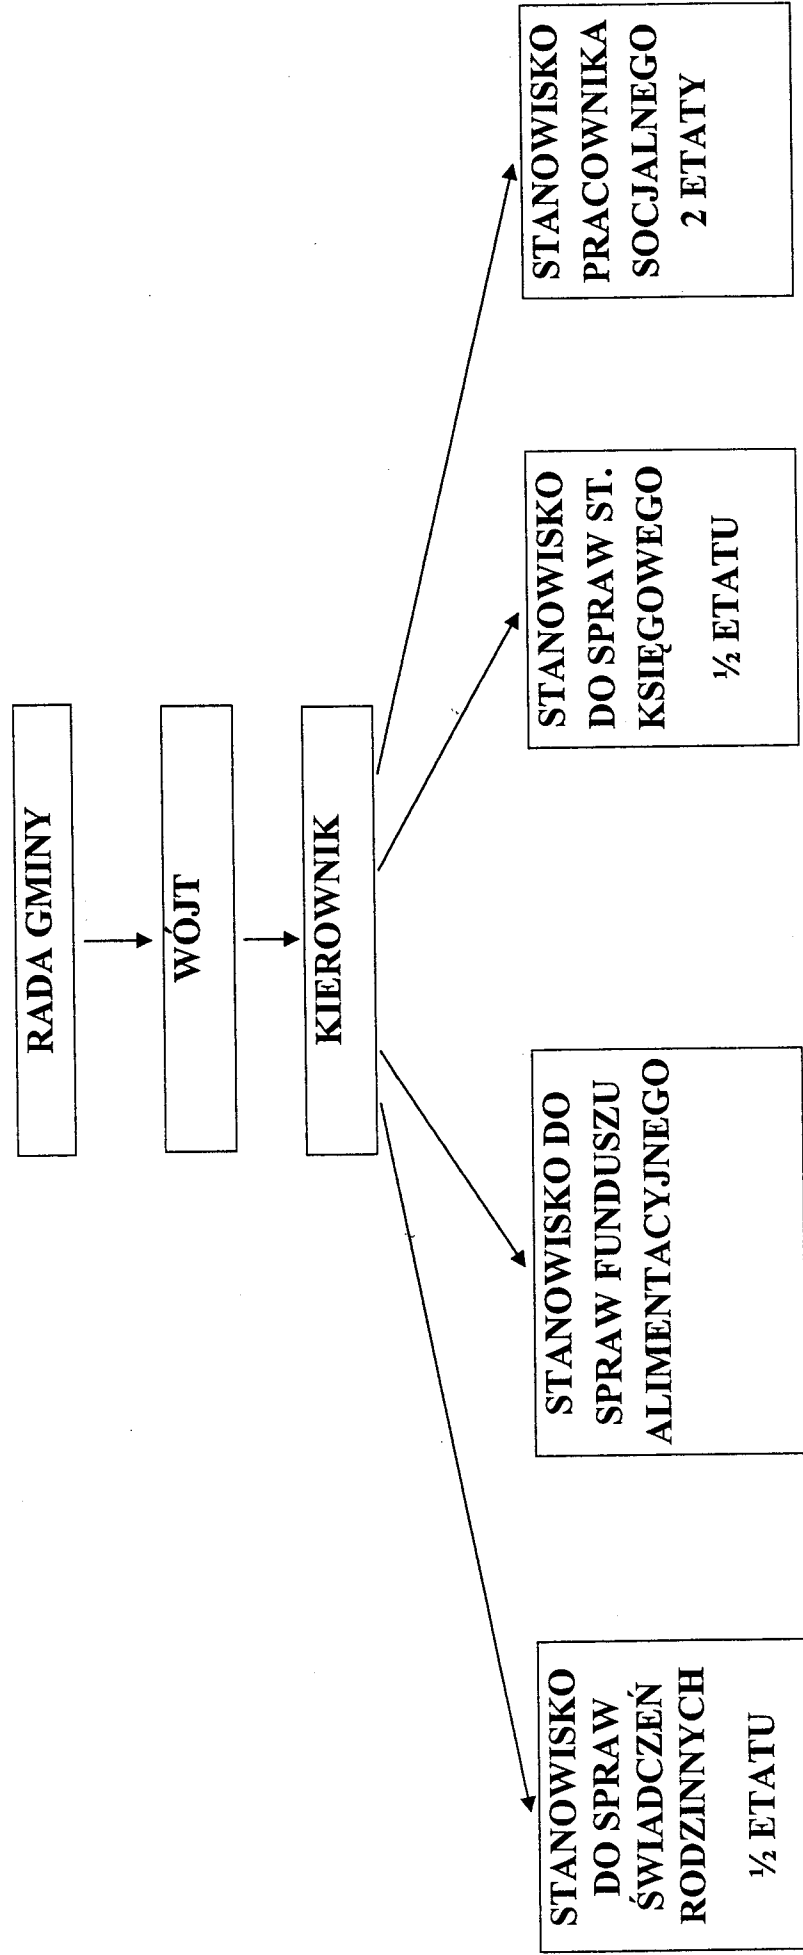 RADA GMINY
WÓJT
KIEROWNIK
STANOWISKO
DO SPRAW
ŚWIADCZEŃ
RODZINNYCH
½ ETATU
STANOWISKO DO
SPRAW FUNDUSZU
ALIMENTACYJNEGO
STANOWISKO
DO SPRAW ST.
KSIĘGOWEGO
½ ETATU
STANOWISKO
PRACOWNIKA
SOCJALNEGO
2 ETATY